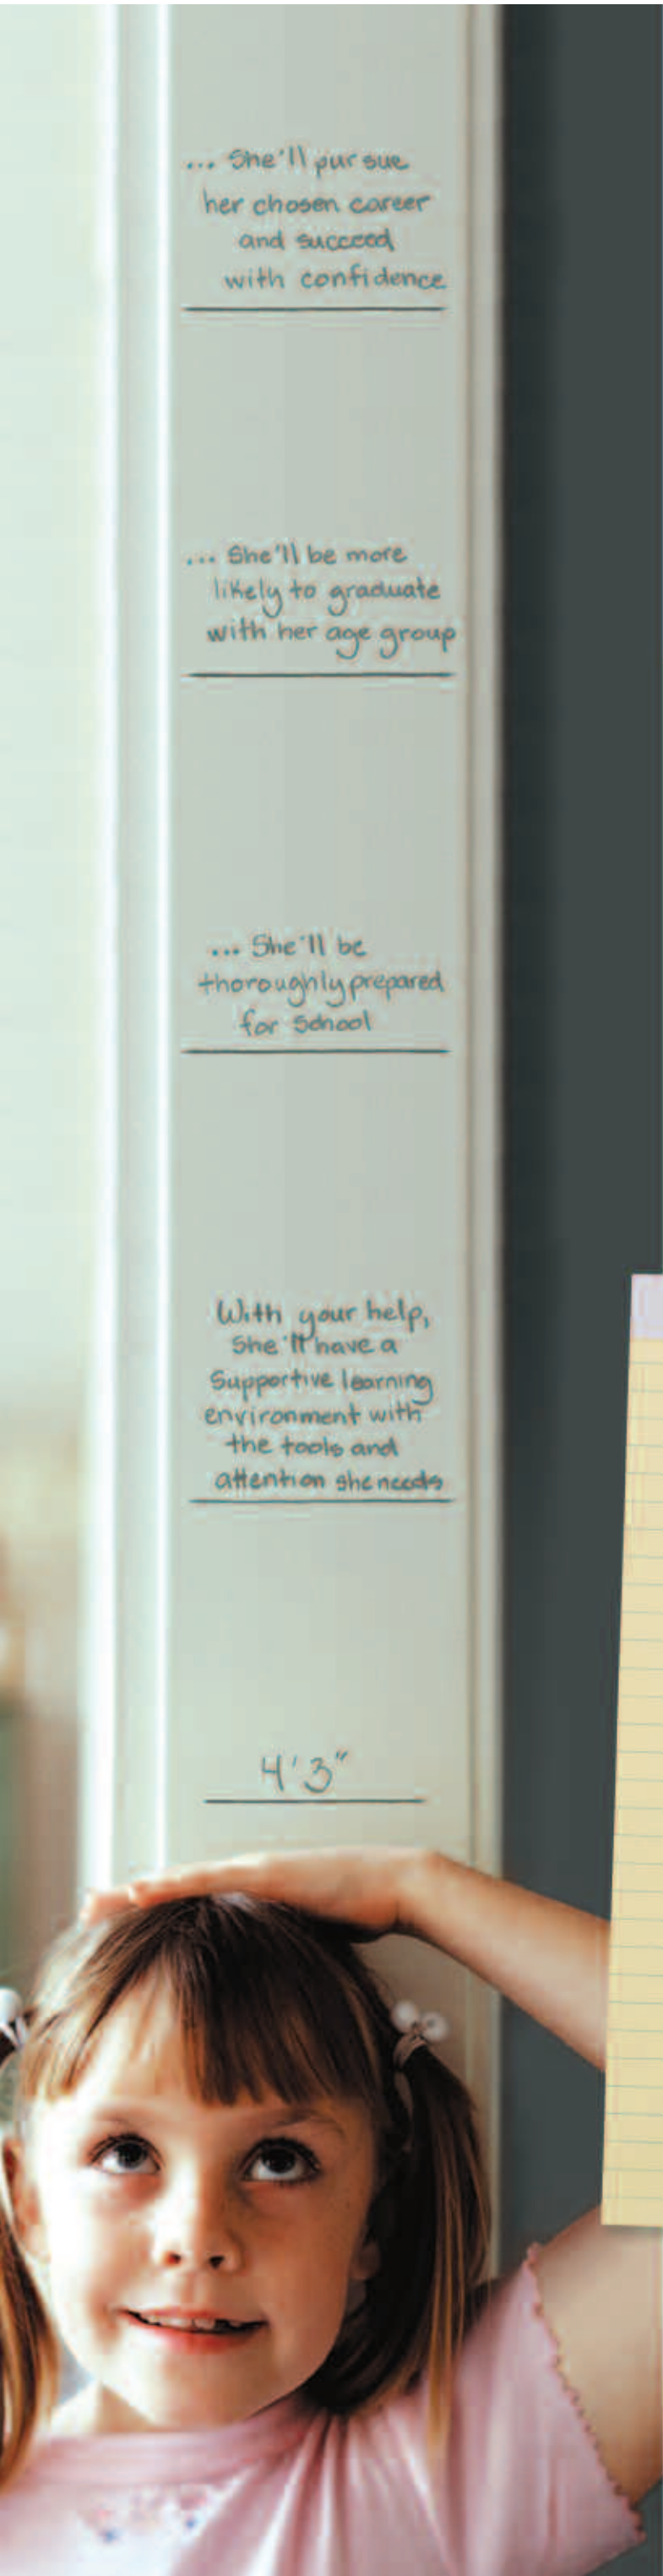 ... She'll pursue
her chosen career
and succeed
with confidence
... She'll be more
likely to graduate
with her age group
... She'll be
thoroughly prepared
for school
With your help,
She'll have a
Supportive learning
environment with
the tools and
attention she needs
4'3"